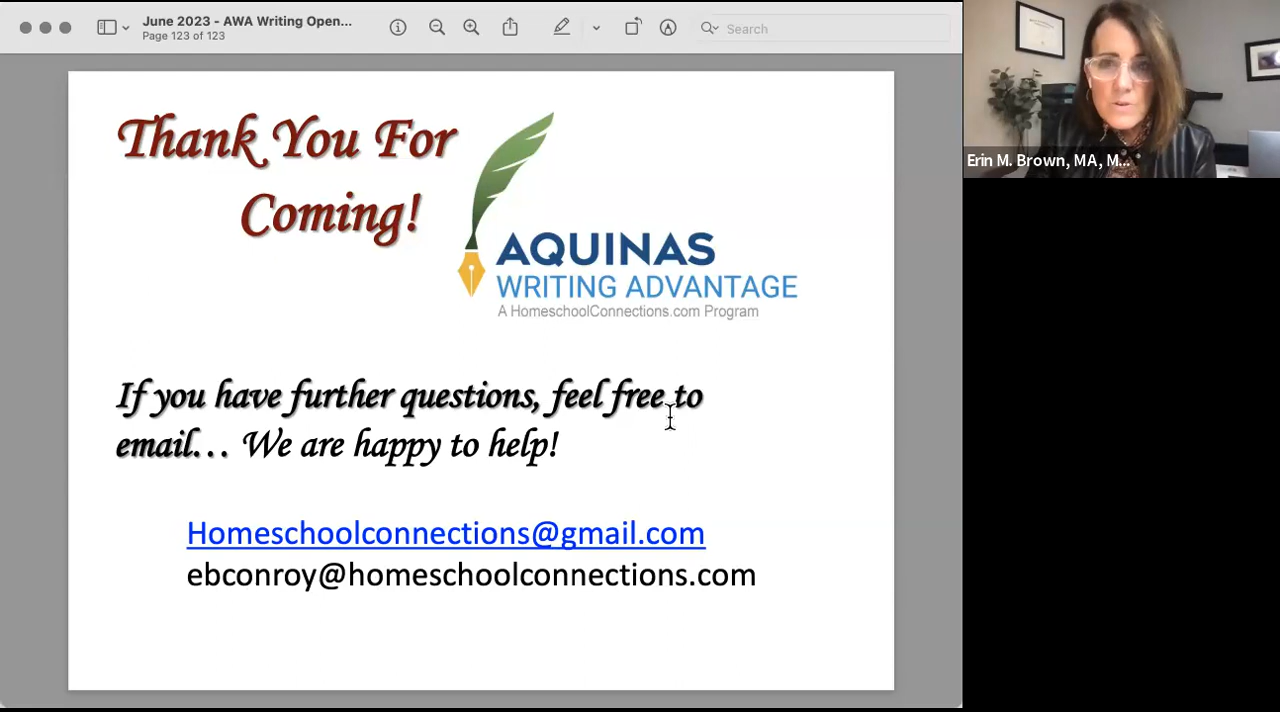 June 2023 - AWA Writing Open...
Page 123 of 123
Search
Erin M. Brown, MA, M...
Thank You For
Coming!
AQUINAS
WRITING ADVANTAGE
A HomeschoolConnections.com Program
If you have further questions, feel free to
email... We are happy to help!
Homeschoolconnections@gmail.com
ebconroy@homeschoolconnections.com